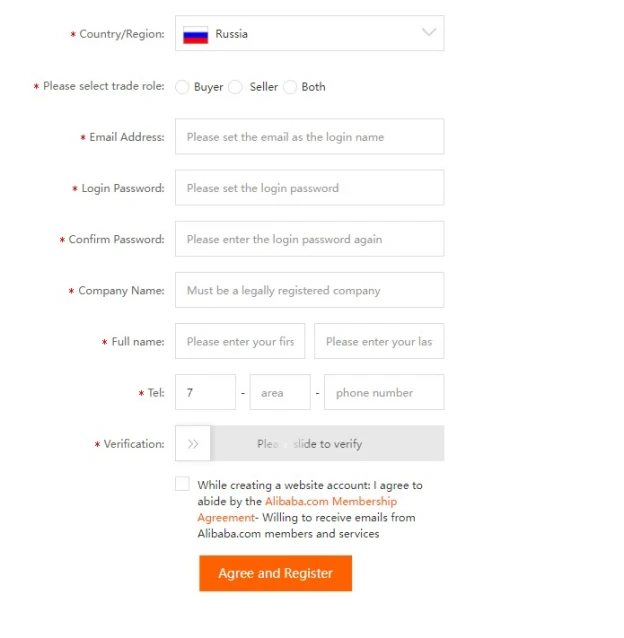 * Country/Region: Russia
* Please select trade role: Buyer Seller Both
* Email Address: Please set the email as the login name
* Login Password: Please set the login password
* Confirm Password: Please enter the login password again
* Company Name: Must be a legally registered company
* Full name: Please enter your firs Please enter your las
* Tel: 7 - area - phone number
* Verification: >> Please slide to verify
While creating a website account: I agree to
abide by the Alibaba.com Membership
Agreement- Willing to receive emails from
Alibaba.com members and services
Agree and Register